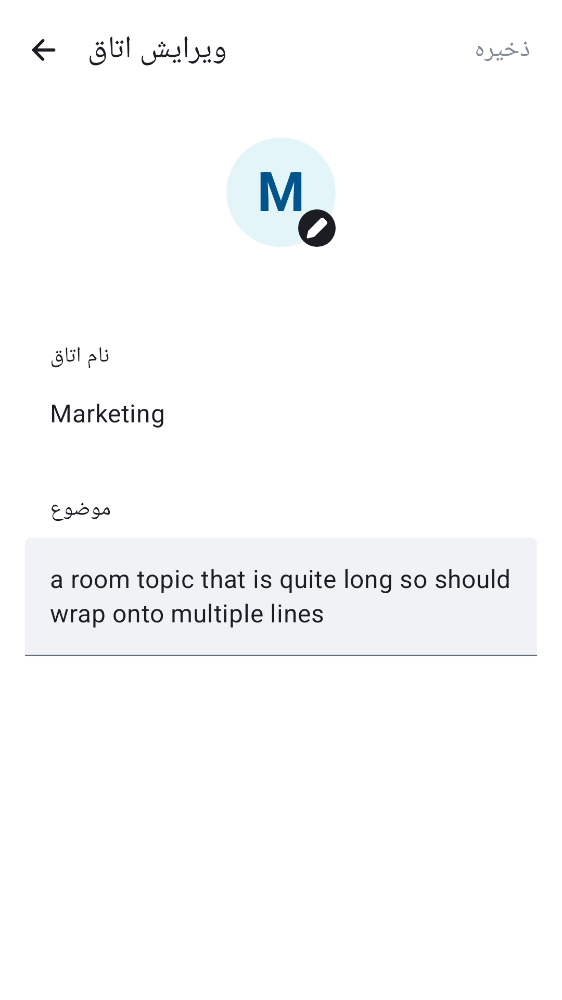 ویرایش اتاق
ذخیره
M
نام اتاق
Marketing
موضوع
a room topic that is quite long so should
wrap onto multiple lines